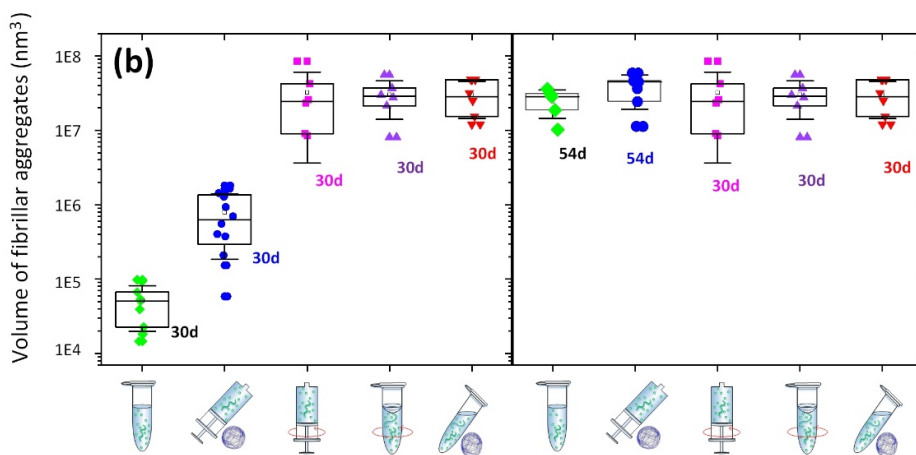 (b)
Volume of fibrillar aggregates (nm³)
1E8
1E7
1E6
1E5
1E4
30d
30d
30d
30d
30d
54d
54d
30d
30d
30d